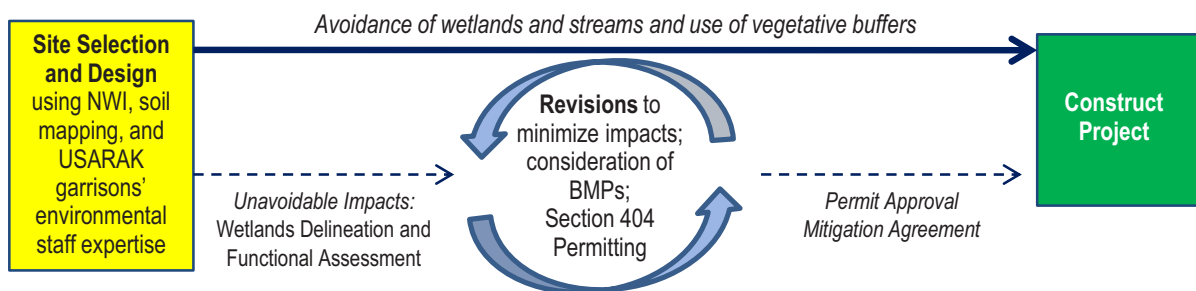 Avoidance of wetlands and streams and use of vegetative buffers
Site Selection
and Design
using NWI, soil
mapping, and
USARAK
garrisons’
environmental
staff expertise
Unavoidable Impacts:
Wetlands Delineation and
Functional Assessment
Revisions to
minimize impacts;
consideration of
BMPs;
Section 404
Permitting
Permit Approval
Mitigation Agreement
Construct
Project